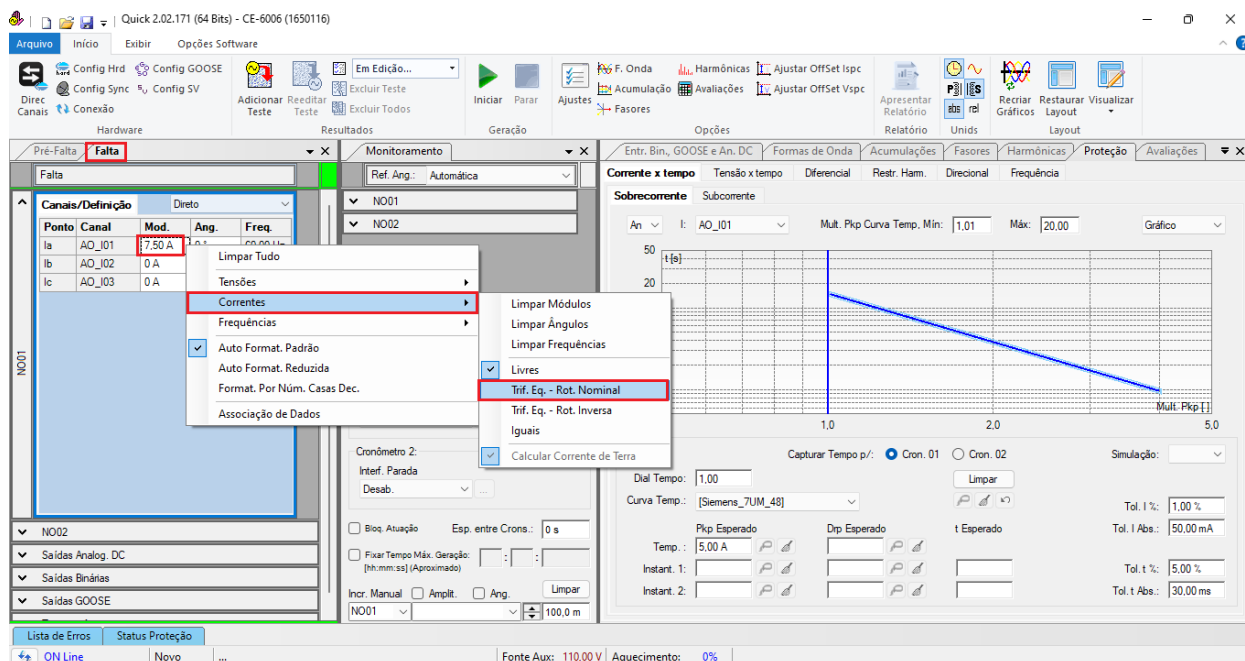 Quick 2.02.171 (64 Bits) - CE-6006 (1650116)
Arquivo Início Exibir Opções Software
Direc Canais
Config Hrd
Config GOOSE
Config Sync
Config SV
Conexão
Hardware
Adicionar Teste
Reeditar Teste
Em Edição...
Excluir Teste
Excluir Todos
Resultados
Iniciar
Parar
Geração
Ajustes
F. Onda
Harmônicas
Ajustar OffSet Ispc
Acumulação
Avaliações
Ajustar OffSet Vspc
Fasores
Opções
Apresentar Relatório
Relatório
abs rel
Unids
Recriar Gráficos
Restaurar Layout
Visualizar
Layout
Pré-Falta Falta
Falta
Canais/Definição Direto
Ponto Canal Mod. Ang. Freq.
Ia AO_I01 7,50 A
Ib AO_I02 0 A
Ic AO_I03 0 A
NO01
NO02
Saídas Analog. DC
Saídas Binárias
Saídas GOOSE
Limpar Tudo
Tensões
Correntes
Frequências
Auto Format. Padrão
Auto Format. Reduzida
Format. Por Núm. Casas Dec.
Associação de Dados
Limpar Módulos
Limpar Ângulos
Limpar Frequências
Livres
Trif. Eq. - Rot. Nominal
Trif. Eq. - Rot. Inversa
Iguais
Calcular Corrente de Terra
Monitoramento
Ref. Ang.: Automática
NO01
NO02
Cronômetro 2:
Interf. Parada
Desab. ...
Bloq. Atuação Esp. entre Crons.: 0 s
Fixar Tempo Máx. Geração: : :
[hh:mm:ss] (Aproximado)
Limpar
Incr. Manual Amplit. Ang.
NO01 100,0 m
Entr. Bin., GOOSE e An. DC Formas de Onda Acumulações Fasores Harmônicas Proteção Avaliações
Corrente x tempo Tensão x tempo Diferencial Restr. Harm. Direcional Frequência
Sobrecorrente Subcorrente
An I: AO_I01 Mult. Pkp Curva Temp, Mín: 1,01 Máx: 20,00 Gráfico
50 t [s]
20
Mult. Pkp [ ]
1,0 2,0 5,0
Capturar Tempo p/: Cron. 01 Cron. 02 Simulação:
Dial Tempo: 1,00 Limpar
Curva Temp.: [Siemens_7UM_48] Tol. I %: 1,00 %
Pkp Esperado Drp Esperado t Esperado Tol. I Abs.: 50,00 mA
Temp. : 5,00 A
Instant. 1: Tol.t %: 5,00 %
Instant. 2: Tol.t Abs.: 30,00 ms
Lista de Erros Status Proteção
ON Line Novo ... Fonte Aux: 110,00 V Aquecimento: 0%